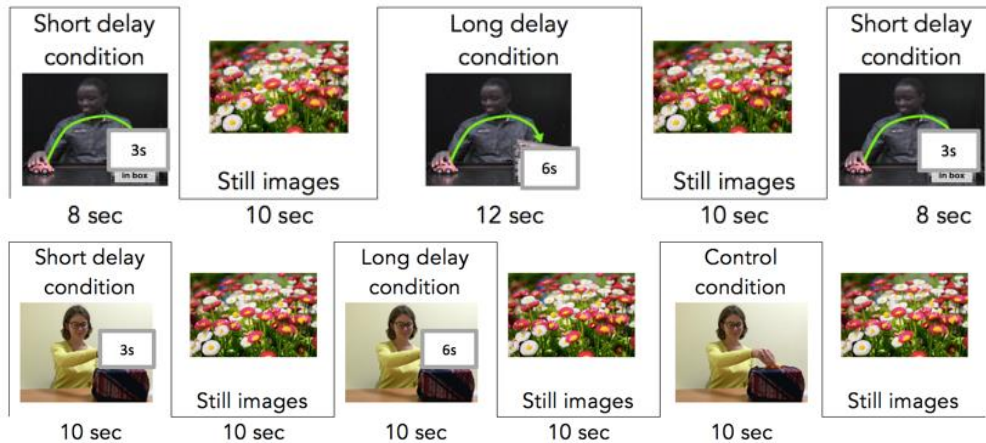 Short delay
condition
3s
in box
8 sec
Still images
10 sec
Long delay
condition
6s
12 sec
Still images
10 sec
Short delay
condition
3s
in box
8 sec
Short delay
condition
3s
10 sec
Still images
10 sec
Long delay
condition
6s
10 sec
Still images
10 sec
Control
condition
10 sec
Still images
10 sec